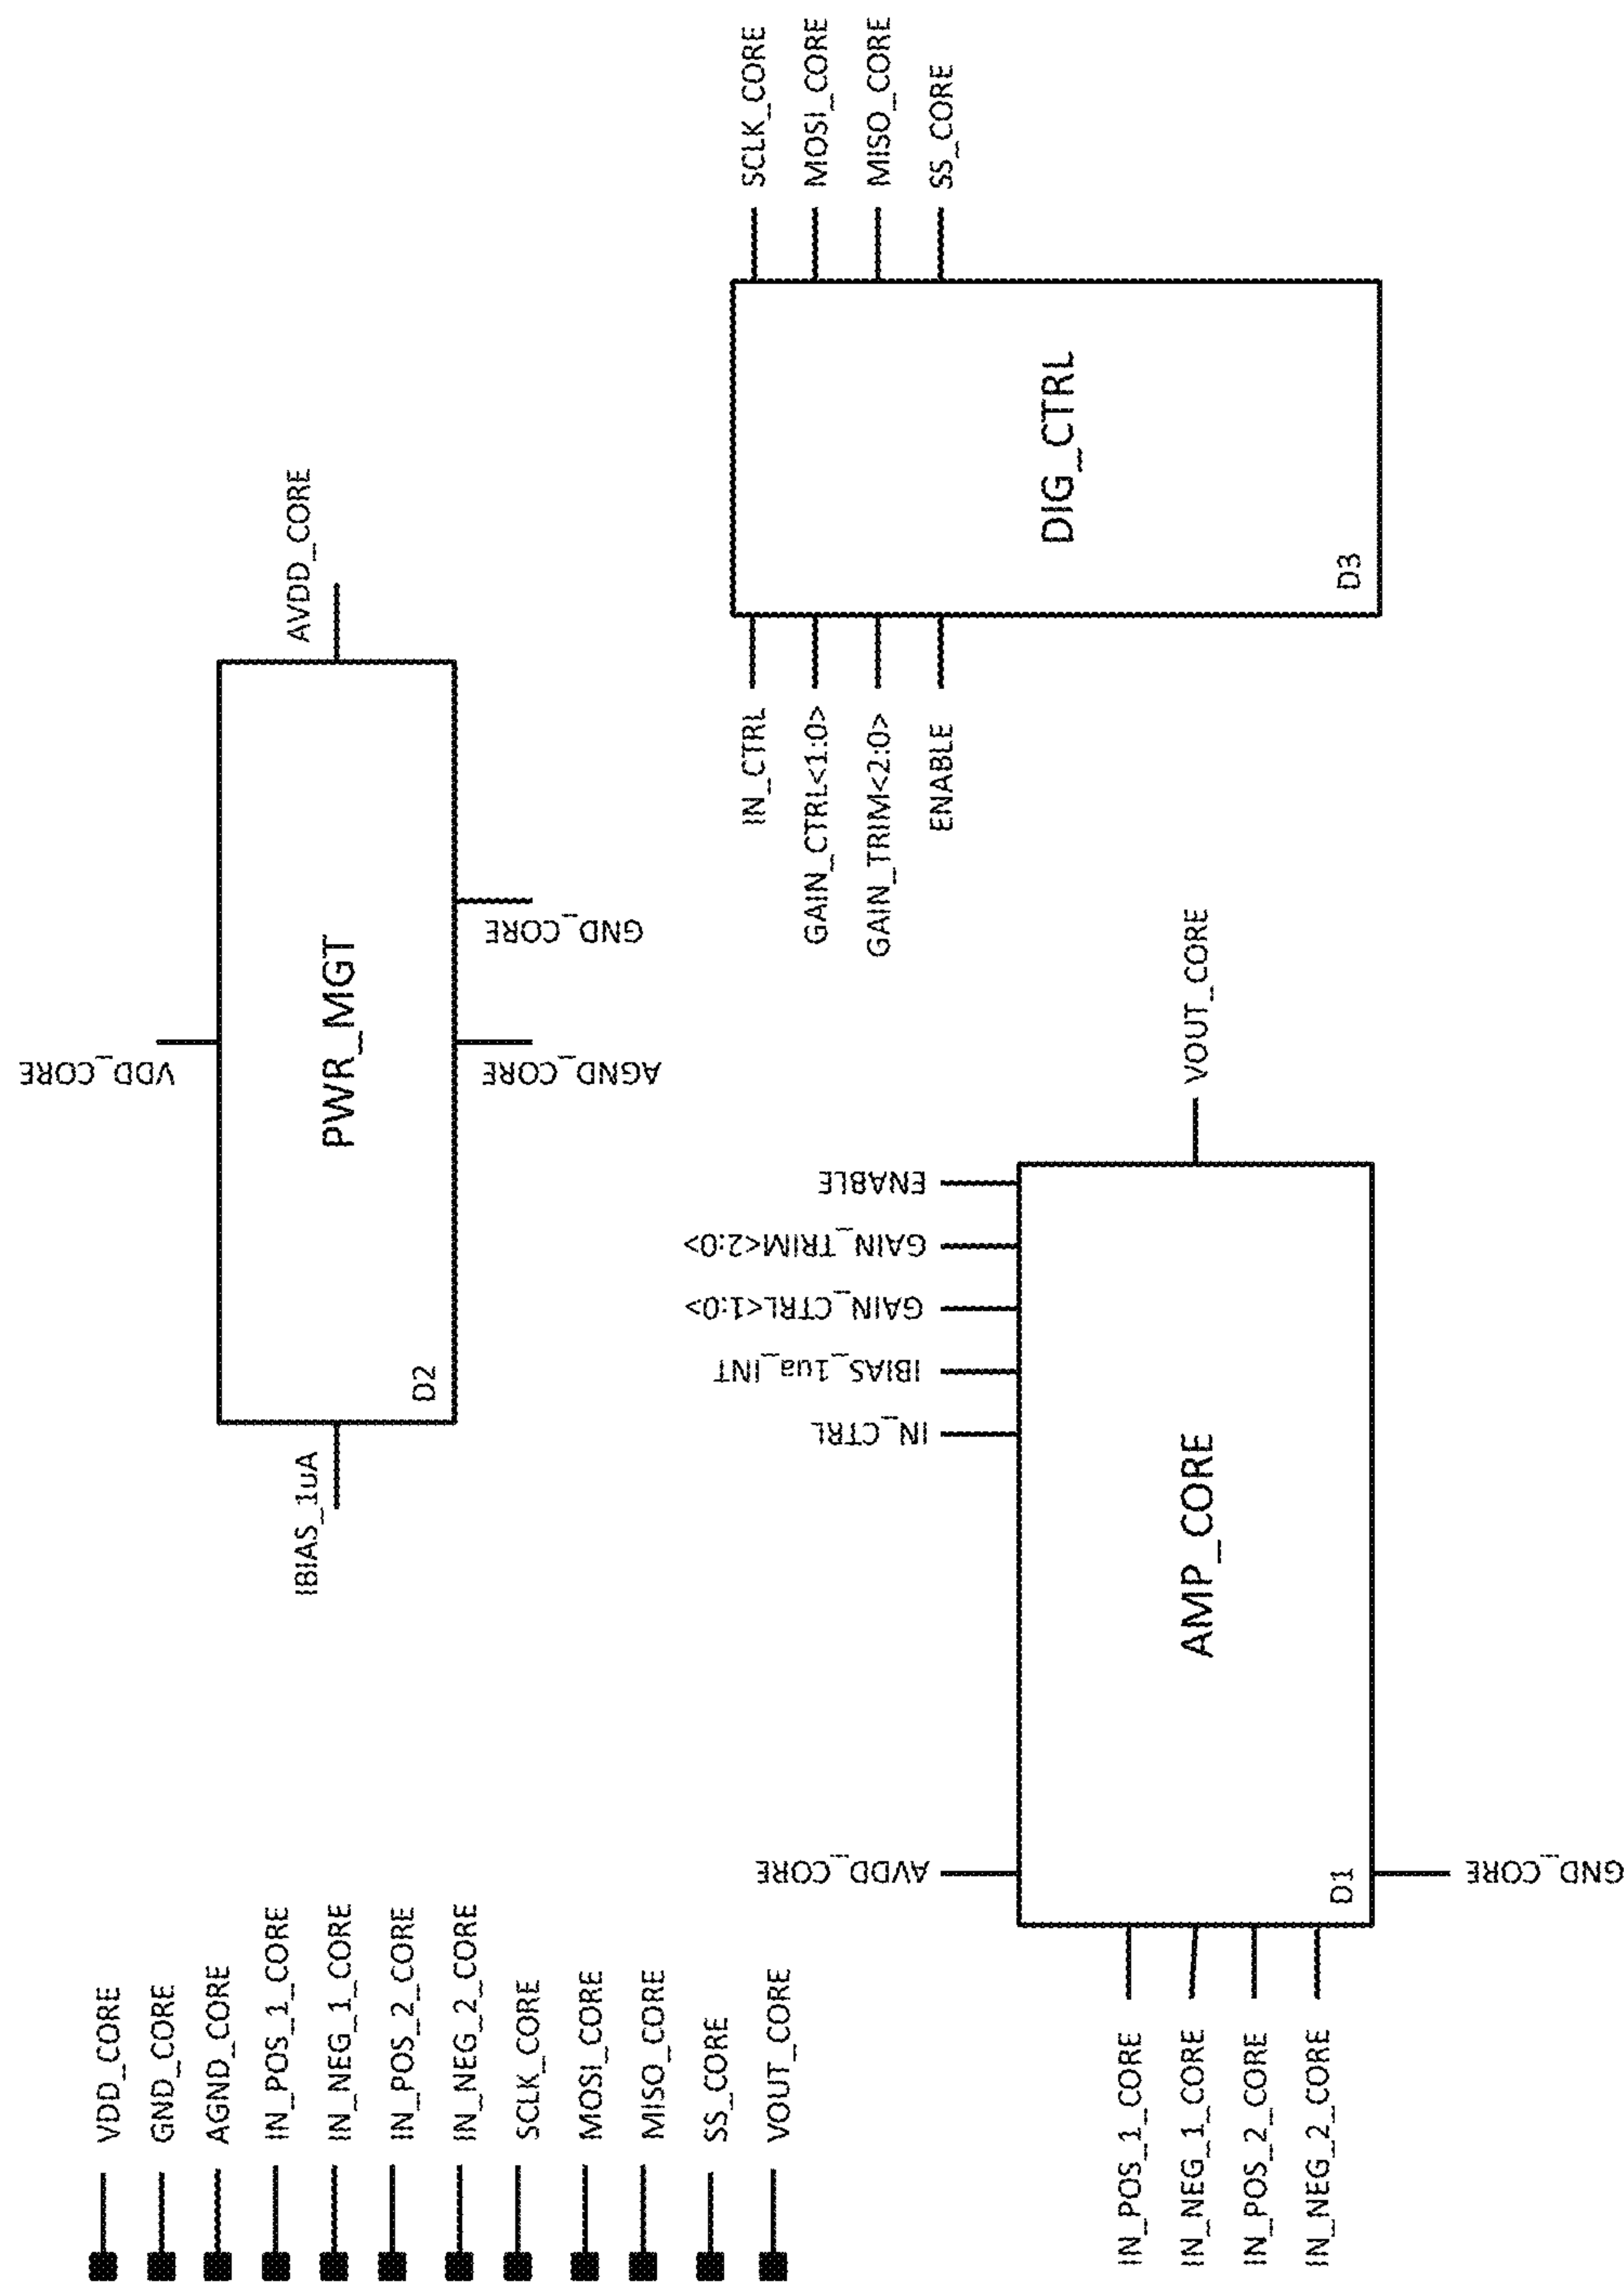 VDD_CORE
GND_CORE
AGND_CORE
IN_POS_1_CORE
IN_NEG_1_CORE
IN_POS_2_CORE
IN_NEG_2_CORE
SCLK_CORE
MOSI_CORE
MISO_CORE
SS_CORE
VOUT_CORE
VDD_CORE
IBIAS_1uA
PWR_MGT
D2
AVDD_CORE
AGND_CORE
GND_CORE
AVDD_CORE
IN_CTRL
IBIAS_1ua_INT
GAIN_CTRL<1:0>
GAIN_TRIM<2:0>
ENABLE
IN_POS_1_CORE
IN_NEG_1_CORE
IN_POS_2_CORE
IN_NEG_2_CORE
AMP_CORE
D1
VOUT_CORE
GND_CORE
IN_CTRL
GAIN_CTRL<1:0>
GAIN_TRIM<2:0>
ENABLE
DIG_CTRL
D3
SCLK_CORE
MOSI_CORE
MISO_CORE
SS_CORE